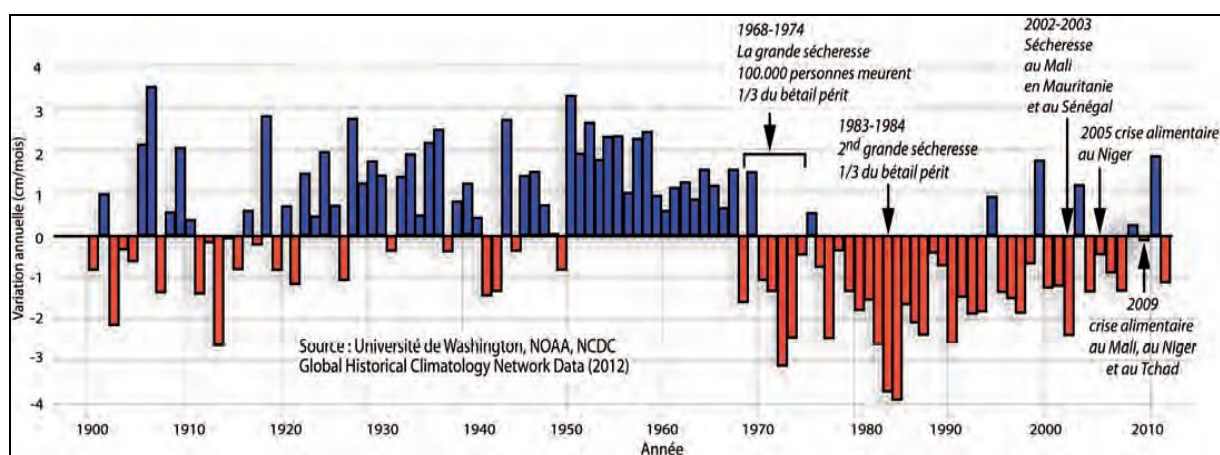 1968-1974
La grande sécheresse
100.000 personnes meurent
1/3 du bétail périt
1983-1984
2nd grande sécheresse
1/3 du bétail périt
2002-2003
Sécheresse
au Mali
en Mauritanie
et au Sénégal
2005 crise alimentaire
au Niger
2009
crise alimentaire
au Mali, au Niger
et au Tchad
Variation annuelle (cm/mois)
4
3
2
1
0
-1
-2
-3
-4
Source : Université de Washington, NOAA, NCDC
Global Historical Climatology Network Data (2012)
1900
1910
1920
1930
1940
1950
1960
1970
1980
1990
2000
2010
Année